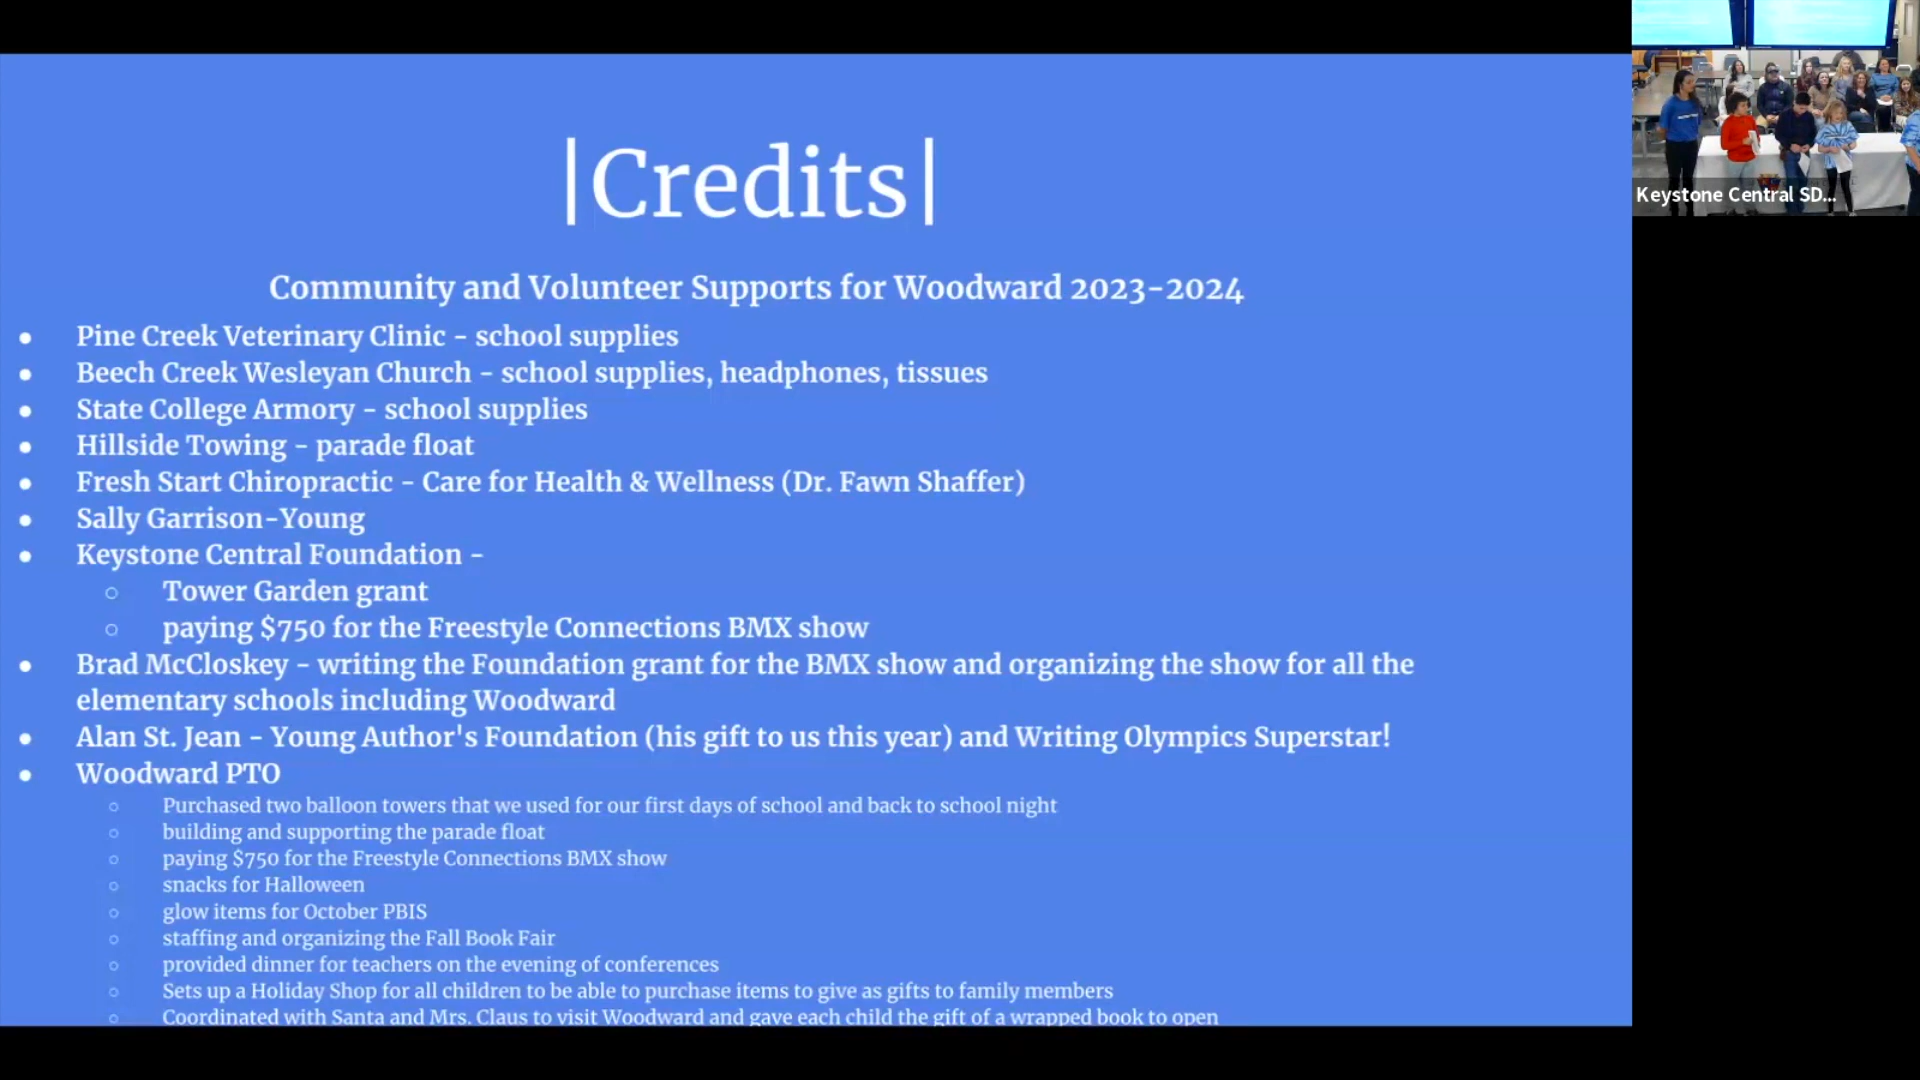 |Credits|
Community and Volunteer Supports for Woodward 2023-2024
● Pine Creek Veterinary Clinic - school supplies
● Beech Creek Wesleyan Church - school supplies, headphones, tissues
● State College Armory - school supplies
● Hillside Towing - parade float
● Fresh Start Chiropractic - Care for Health & Wellness (Dr. Fawn Shaffer)
● Sally Garrison-Young
● Keystone Central Foundation -
○ Tower Garden grant
○ paying $750 for the Freestyle Connections BMX show
● Brad McCloskey - writing the Foundation grant for the BMX show and organizing the show for all the
elementary schools including Woodward
● Alan St. Jean - Young Author's Foundation (his gift to us this year) and Writing Olympics Superstar!
● Woodward PTO
○ Purchased two balloon towers that we used for our first days of school and back to school night
○ building and supporting the parade float
○ paying $750 for the Freestyle Connections BMX show
○ snacks for Halloween
○ glow items for October PBIS
○ staffing and organizing the Fall Book Fair
○ provided dinner for teachers on the evening of conferences
○ Sets up a Holiday Shop for all children to be able to purchase items to give as gifts to family members
○ Coordinated with Santa and Mrs. Claus to visit Woodward and gave each child the gift of a wrapped book to open
Keystone Central SD...